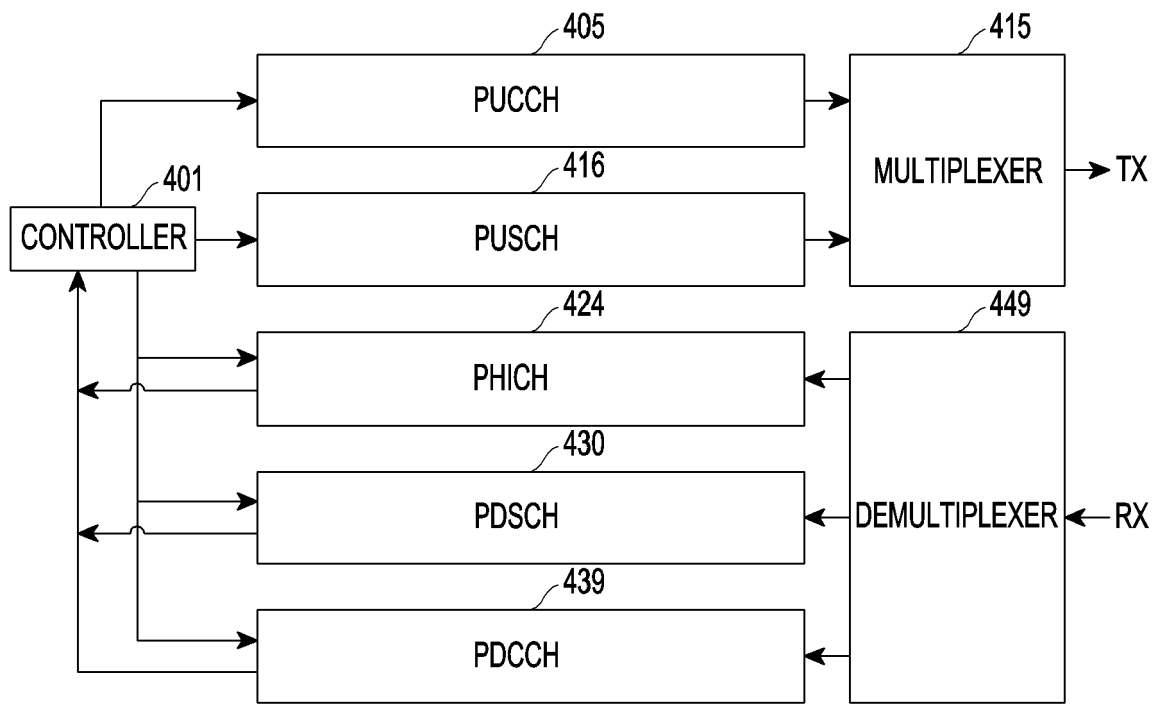 405
PUCCH
415
MULTIPLEXER
TX
401
CONTROLLER
416
PUSCH
424
PHICH
449
DEMULTIPLEXER
RX
430
PDSCH
439
PDCCH